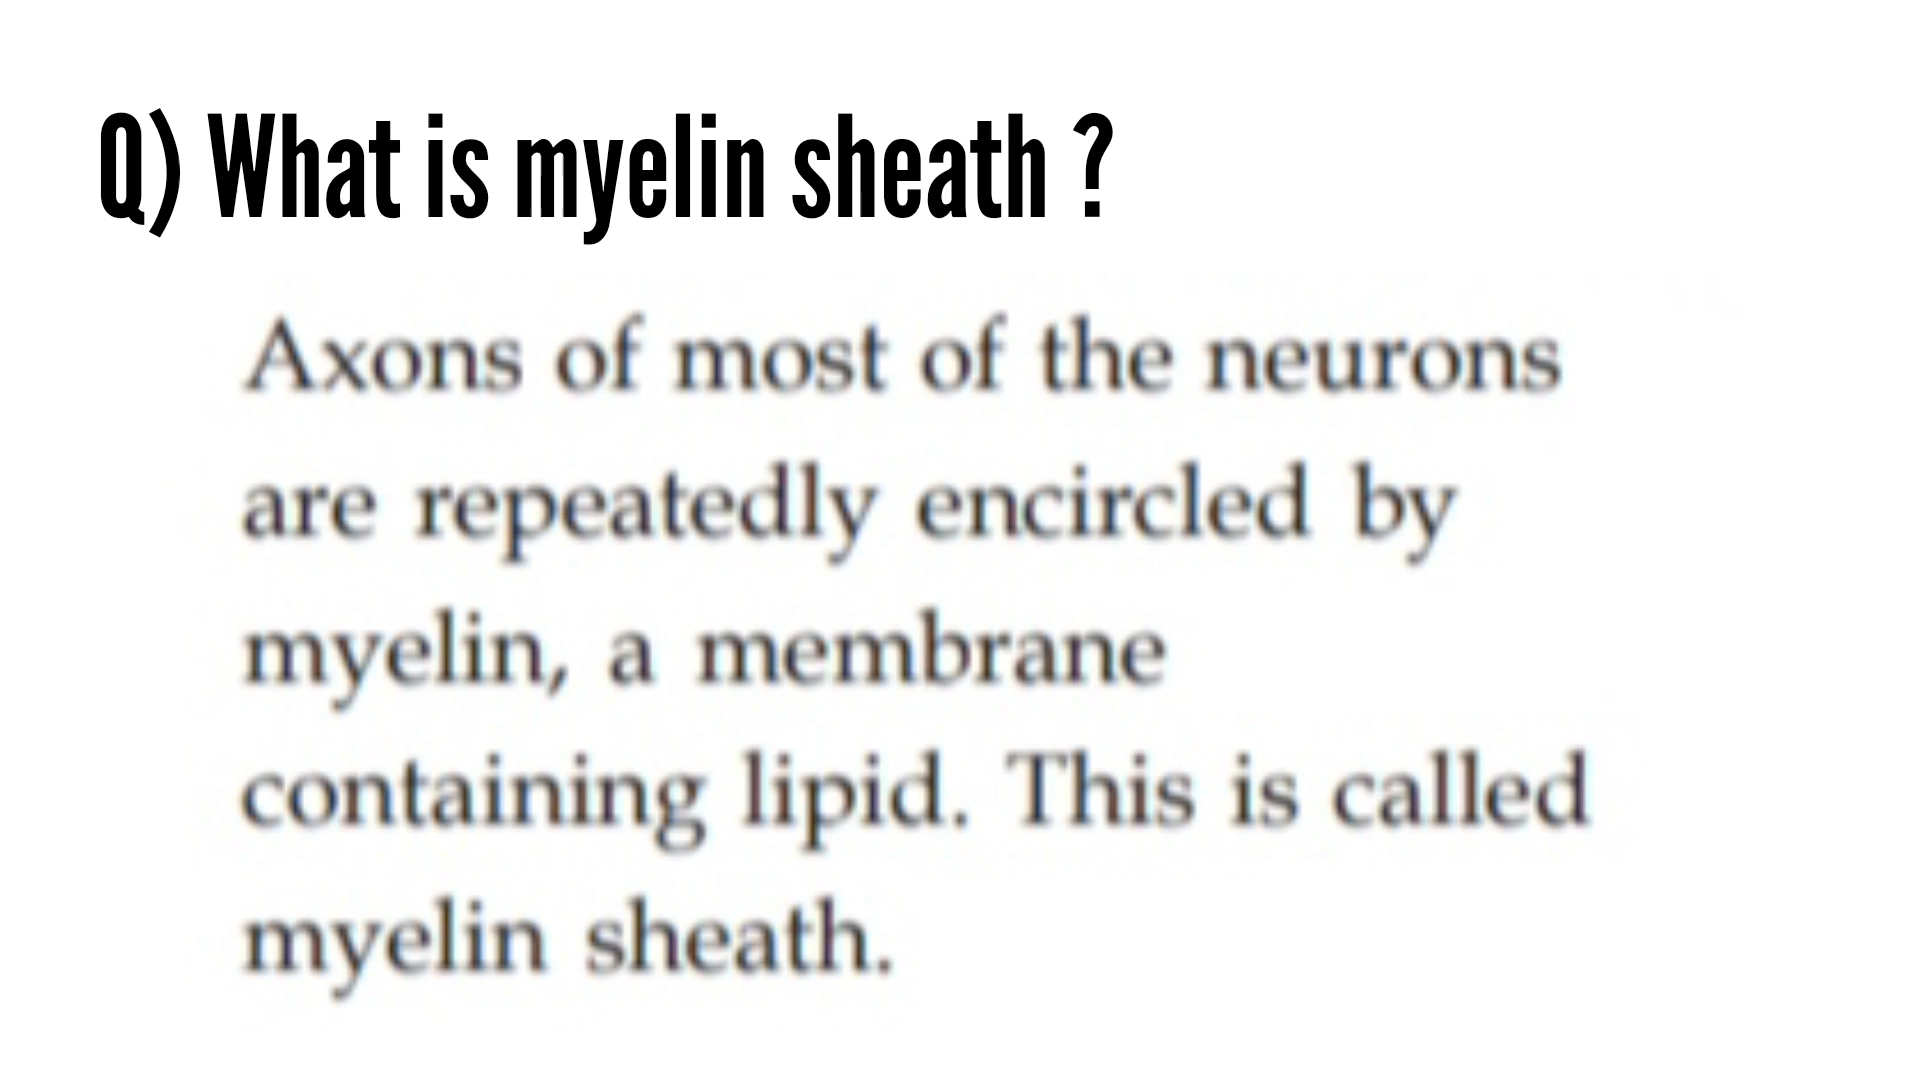 Q) What is myelin sheath ?
Axons of most of the neurons
are repeatedly encircled by
myelin, a membrane
containing lipid. This is called
myelin sheath.